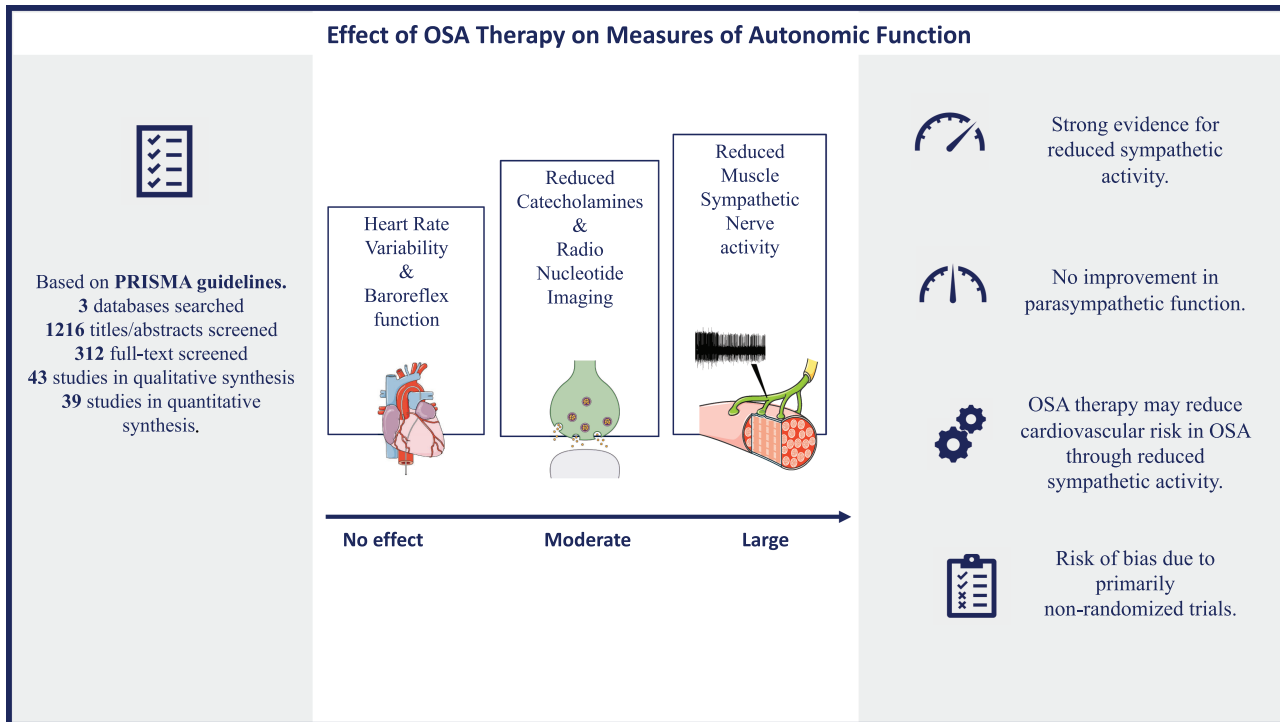 Effect of OSA Therapy on Measures of Autonomic Function
Based on PRISMA guidelines.
3 databases searched
1216 titles/abstracts screened
312 full-text screened
43 studies in qualitative synthesis
39 studies in quantitative
synthesis.
Heart Rate
Variability
&
Baroreflex
function
Reduced
Catecholamines
&
Radio
Nucleotide
Imaging
Reduced
Muscle
Sympathetic
Nerve
activity
No effect
Moderate
Large
Strong evidence for
reduced sympathetic
activity.
No improvement in
parasympathetic function.
OSA therapy may reduce
cardiovascular risk in OSA
through reduced
sympathetic activity.
Risk of bias due to
primarily
non-randomized trials.